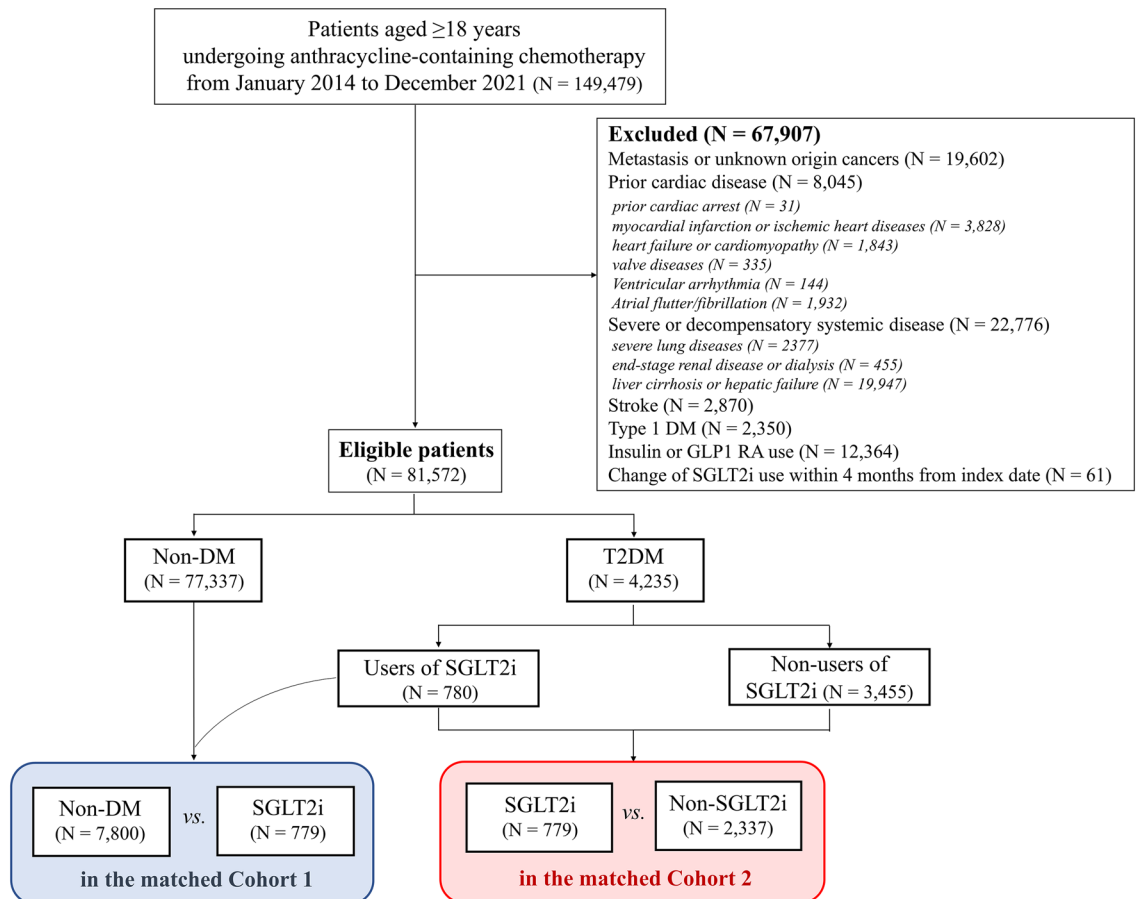 Patients aged ≥18 years
undergoing anthracycline-containing chemotherapy
from January 2014 to December 2021 (N = 149,479)
Excluded (N = 67,907)
Metastasis or unknown origin cancers (N = 19,602)
Prior cardiac disease (N = 8,045)
prior cardiac arrest (N = 31)
myocardial infarction or ischemic heart diseases (N = 3,828)
heart failure or cardiomyopathy (N = 1,843)
valve diseases (N = 335)
Ventricular arrhythmia (N = 144)
Atrial flutter/fibrillation (N = 1,932)
Severe or decompensatory systemic disease (N = 22,776)
severe lung diseases (N = 2377)
end-stage renal disease or dialysis (N = 455)
liver cirrhosis or hepatic failure (N = 19,947)
Stroke (N = 2,870)
Type 1 DM (N = 2,350)
Insulin or GLP1 RA use (N = 12,364)
Change of SGLT2i use within 4 months from index date (N = 61)
Eligible patients
(N = 81,572)
Non-DM
(N = 77,337)
T2DM
(N = 4,235)
Users of SGLT2i
(N = 780)
Non-users of
SGLT2i (N = 3,455)
Non-DM
(N = 7,800)
vs.
SGLT2i
(N = 779)
in the matched Cohort 1
SGLT2i
(N = 779)
vs.
Non-SGLT2i
(N = 2,337)
in the matched Cohort 2